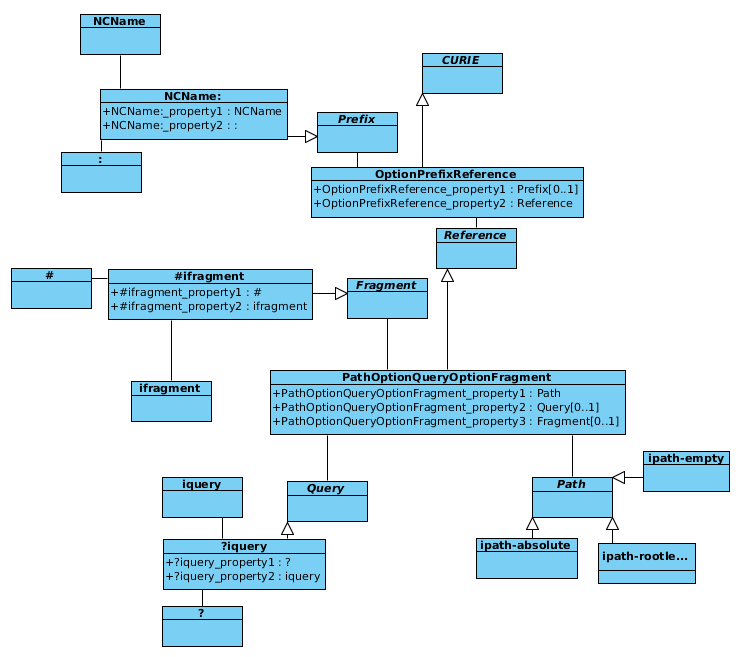 NCName
CURIE
NCName:
+NCName:_property1 : NCName
+NCName:_property2 : :
Prefix
:
OptionPrefixReference
+OptionPrefixReference_property1 : Prefix[0..1]
+OptionPrefixReference_property2 : Reference
Reference
#
#ifragment
+#ifragment_property1 : #
+#ifragment_property2 : ifragment
Fragment
ifragment
PathOptionQueryOptionFragment
+PathOptionQueryOptionFragment_property1 : Path
+PathOptionQueryOptionFragment_property2 : Query[0..1]
+PathOptionQueryOptionFragment_property3 : Fragment[0..1]
ipath-empty
iquery
Query
Path
?iquery
+?iquery_property1 : ?
+?iquery_property2 : iquery
ipath-absolute
ipath-rootle...
?